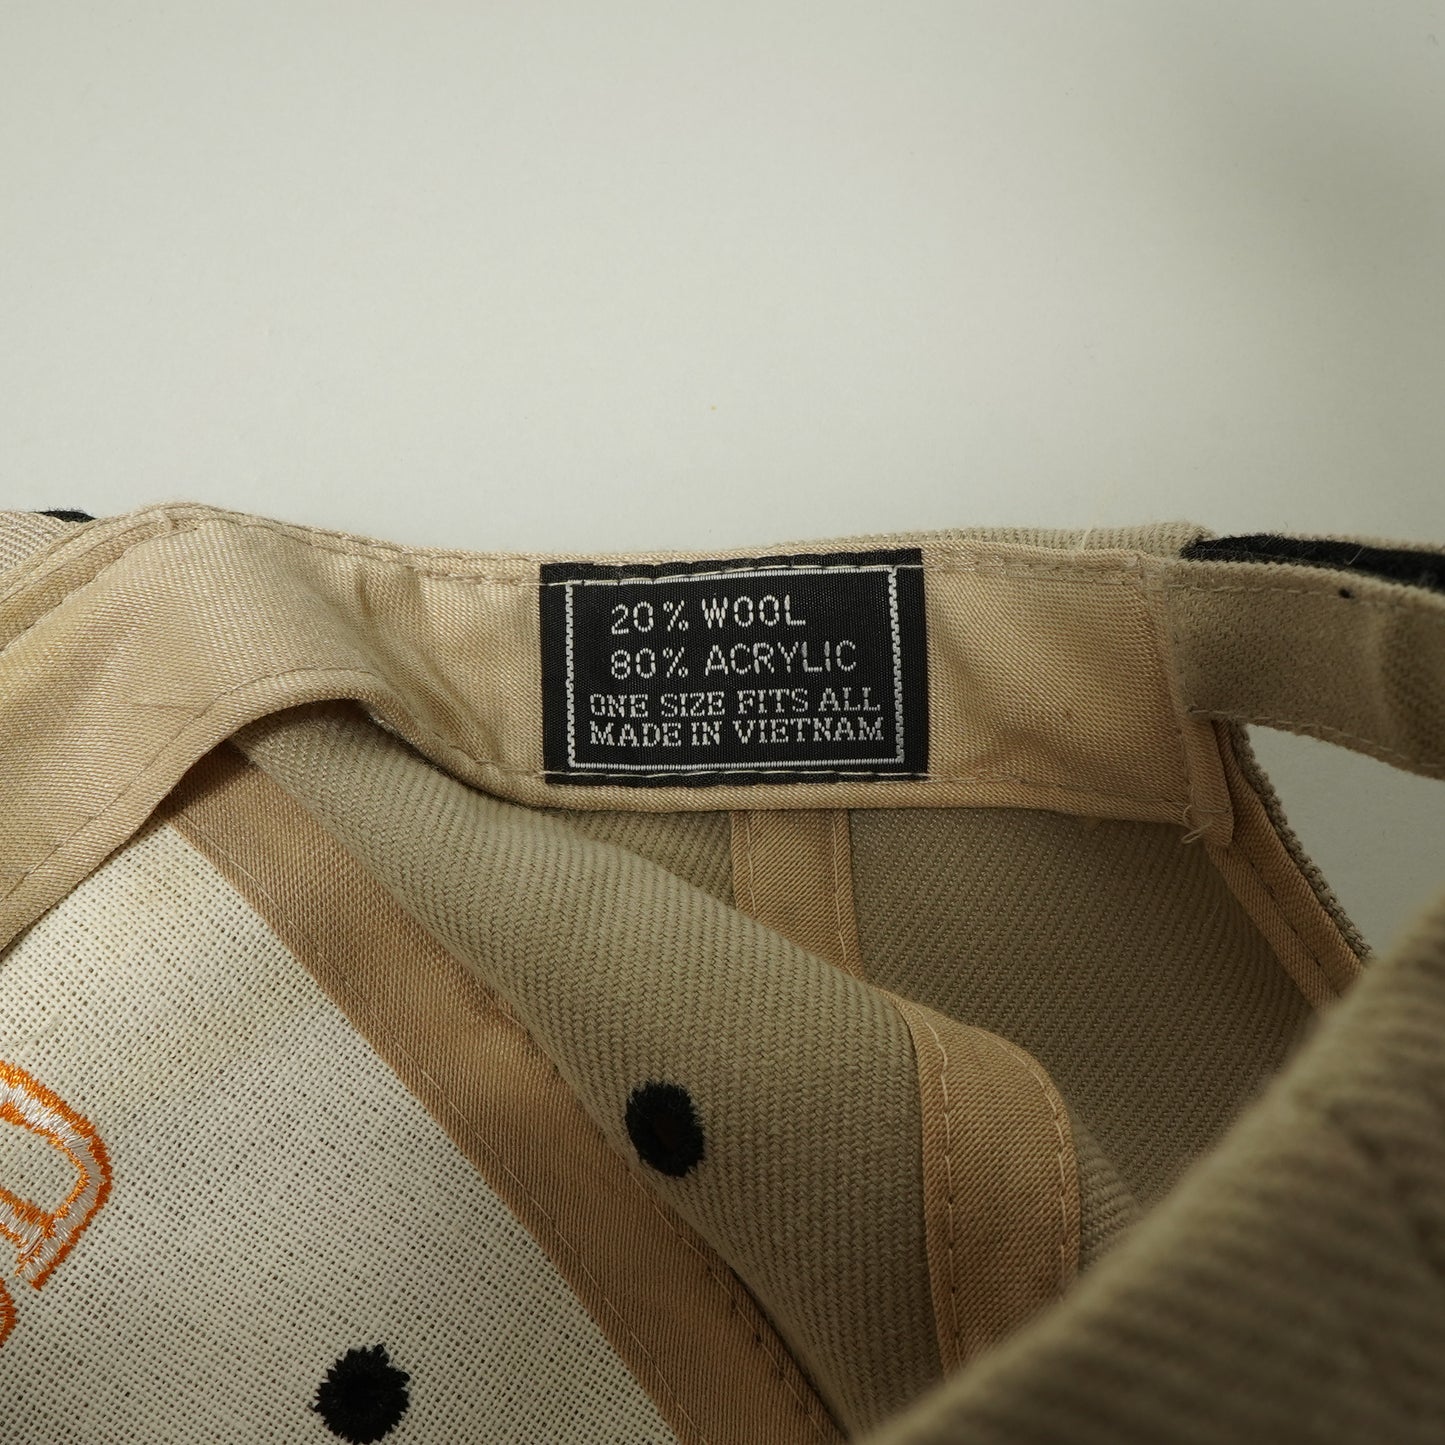 20% WOOL
80% ACRYLIC
ONE SIZE FITS ALL
MADE IN VIETNAM